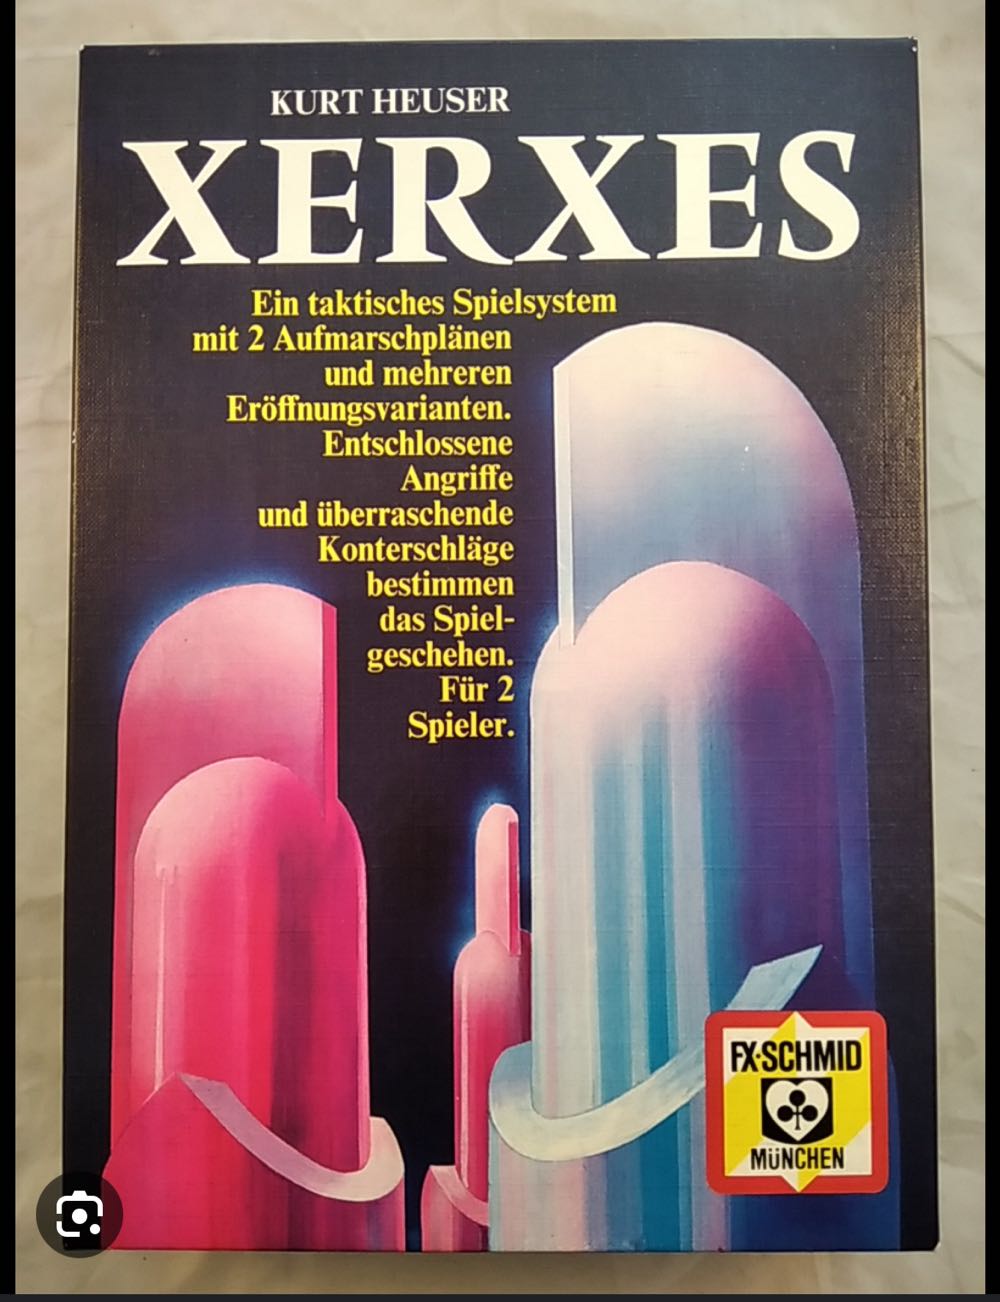 KURT HEUSER
XERXES
Ein taktisches Spielsystem
mit 2 Aufmarschplänen
und mehreren
Eröffnungsvarianten.
Entschlossene
Angriffe
und überraschende
Konterschläge
bestimmen
das Spiel-
geschehen.
Für 2
Spieler.
FX·SCHMID
MÜNCHEN